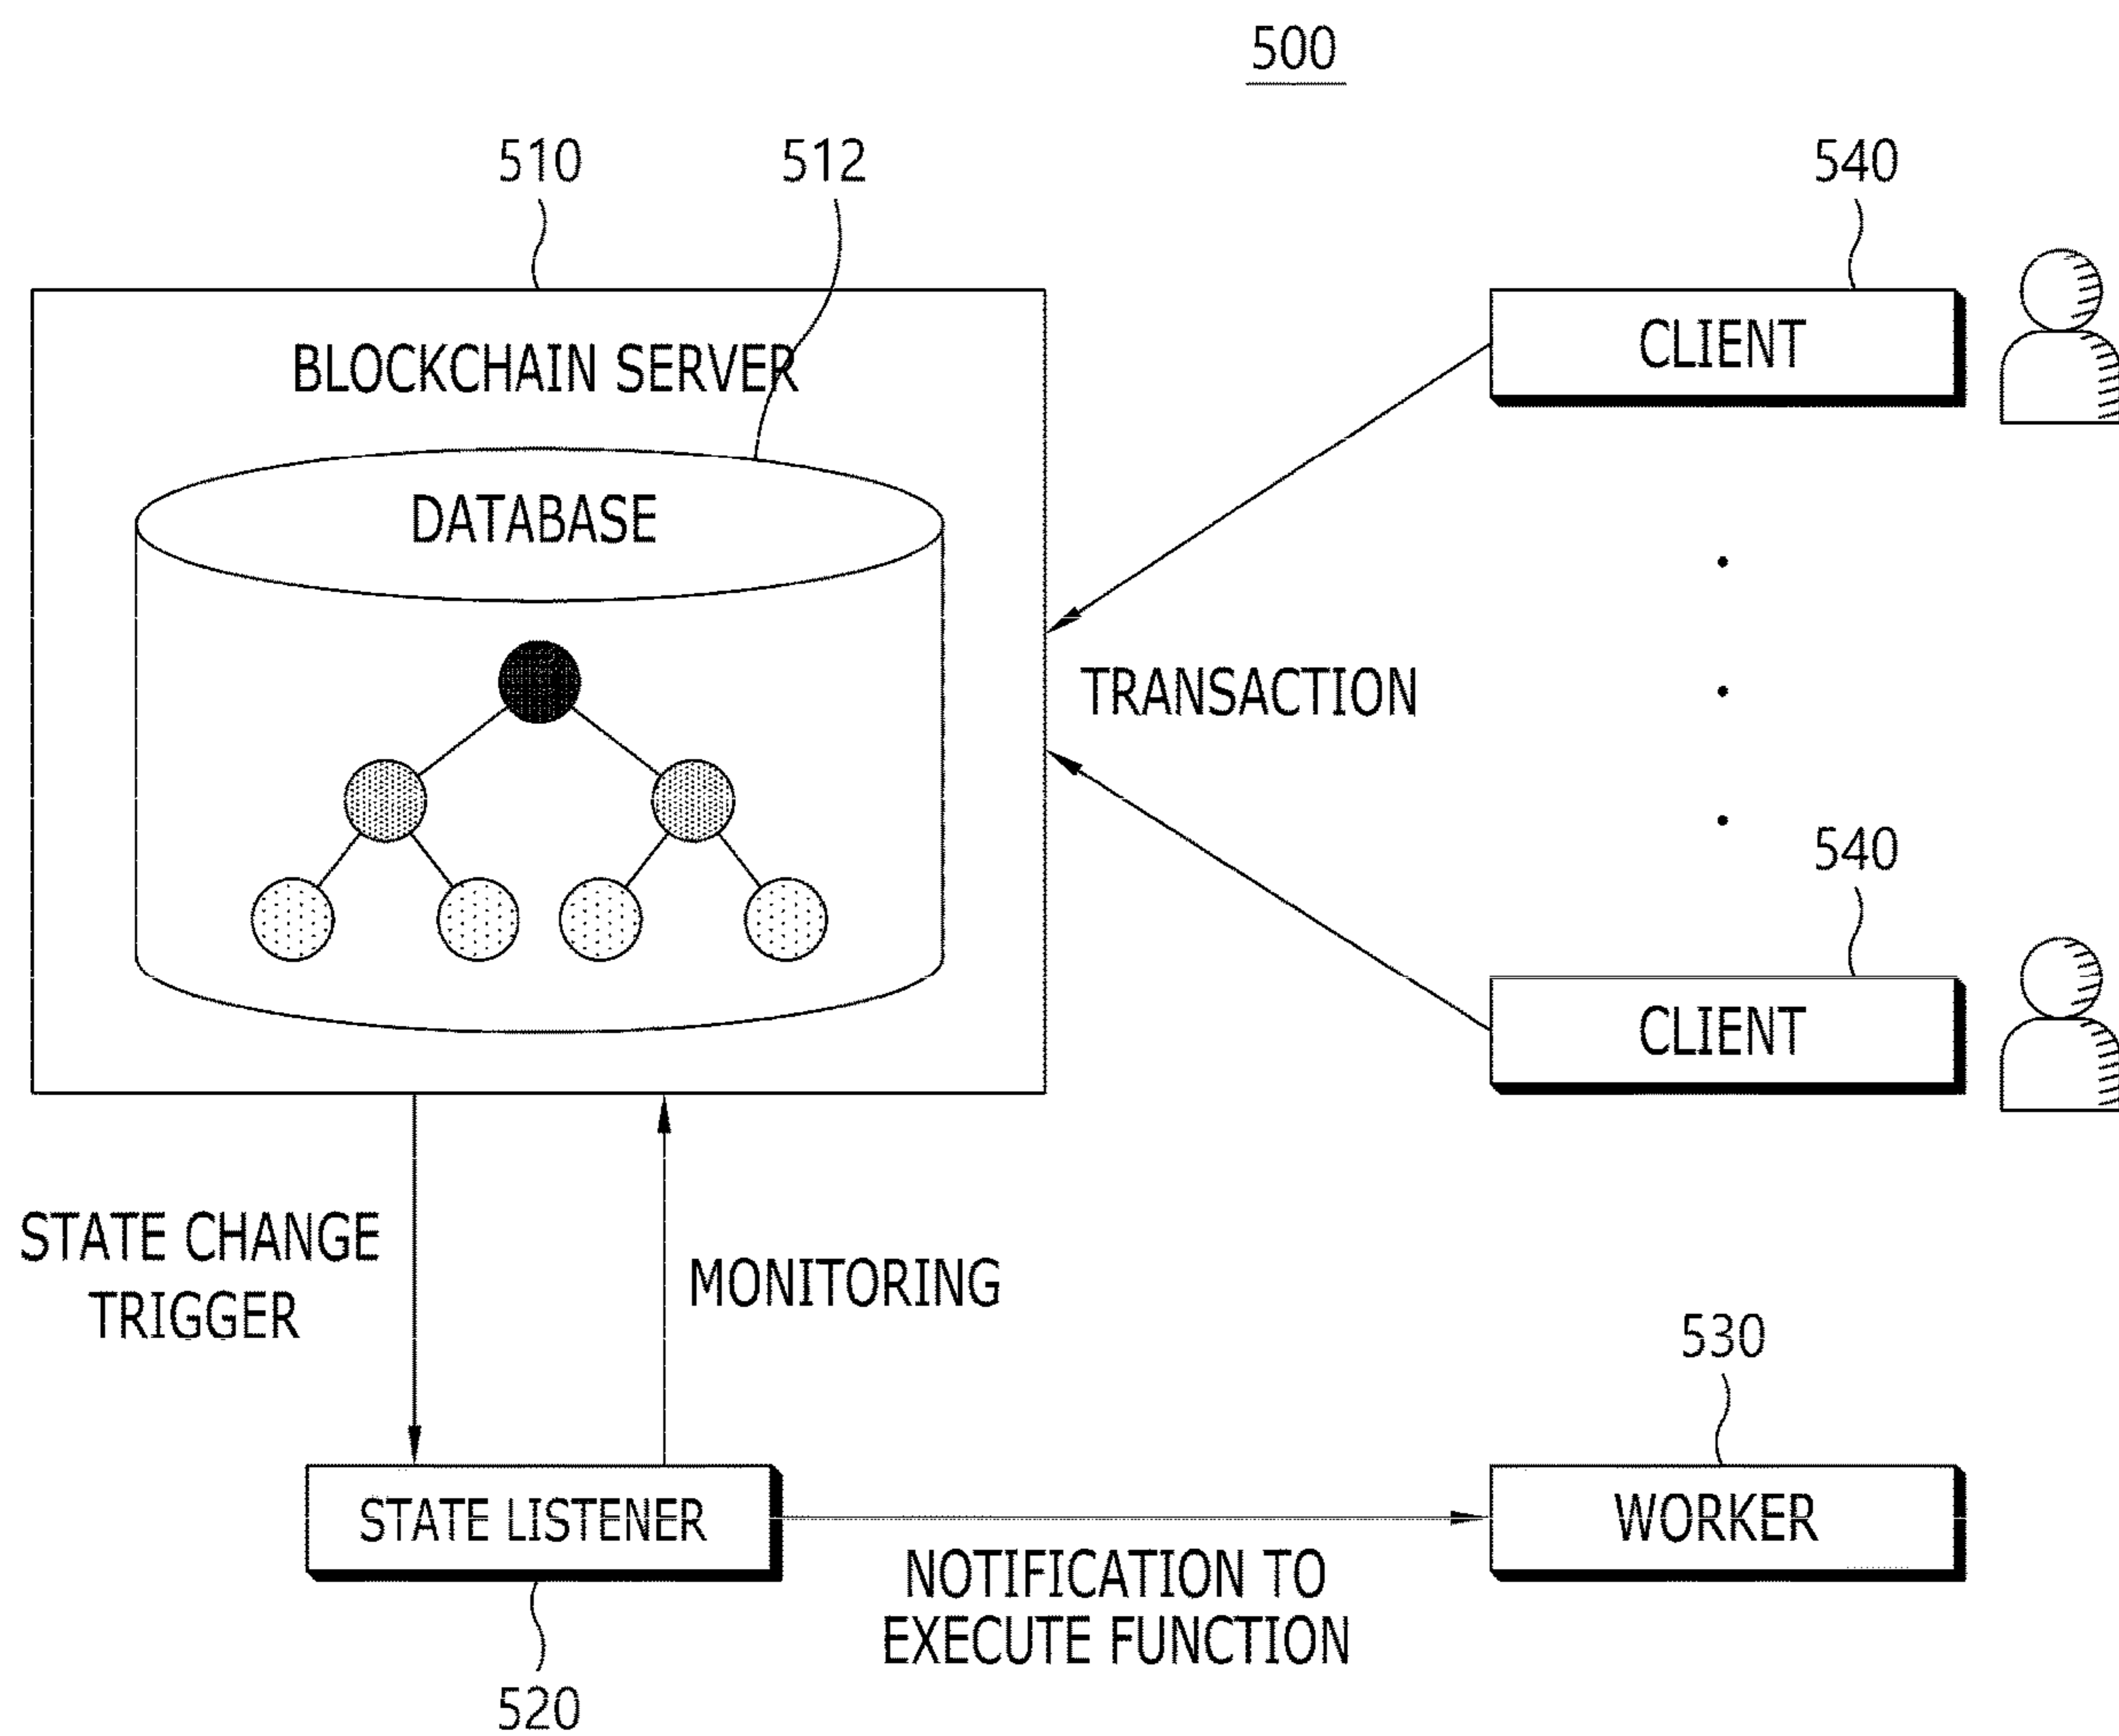 500
510
512
540
BLOCKCHAIN SERVER
CLIENT
DATABASE
TRANSACTION
540
CLIENT
STATE CHANGE
TRIGGER
MONITORING
530
STATE LISTENER
WORKER
NOTIFICATION TO
EXECUTE FUNCTION
520